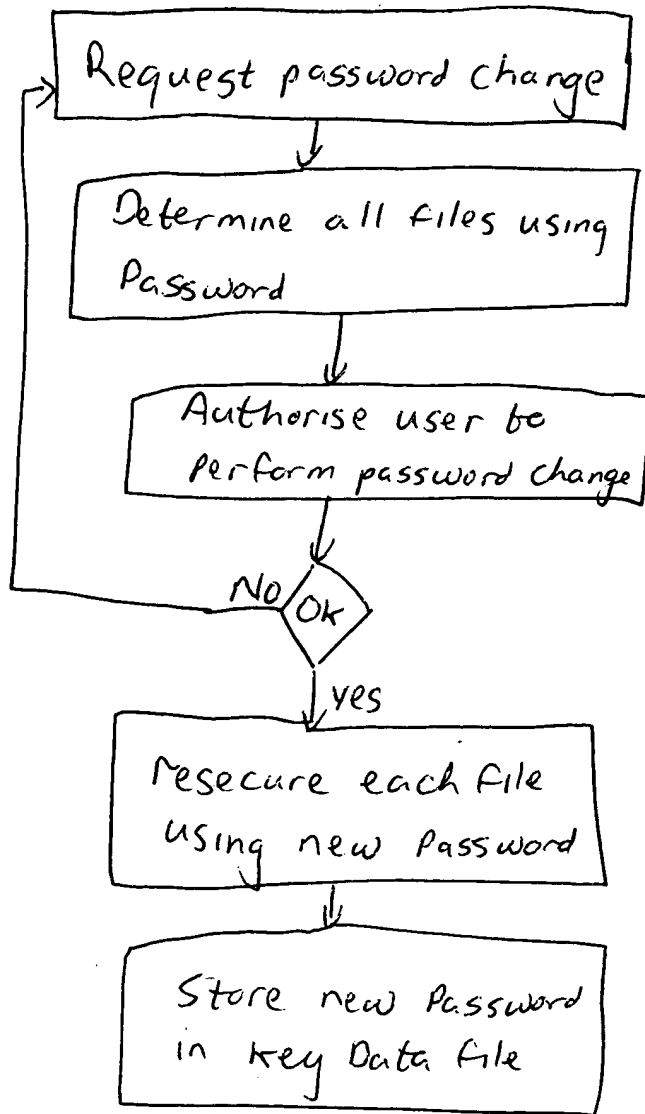 Request password change
Determine all files using
Password
Authorise user to
Perform password change
No
OK
yes
resecure each file
using new Password
Store new Password
in Key Data file